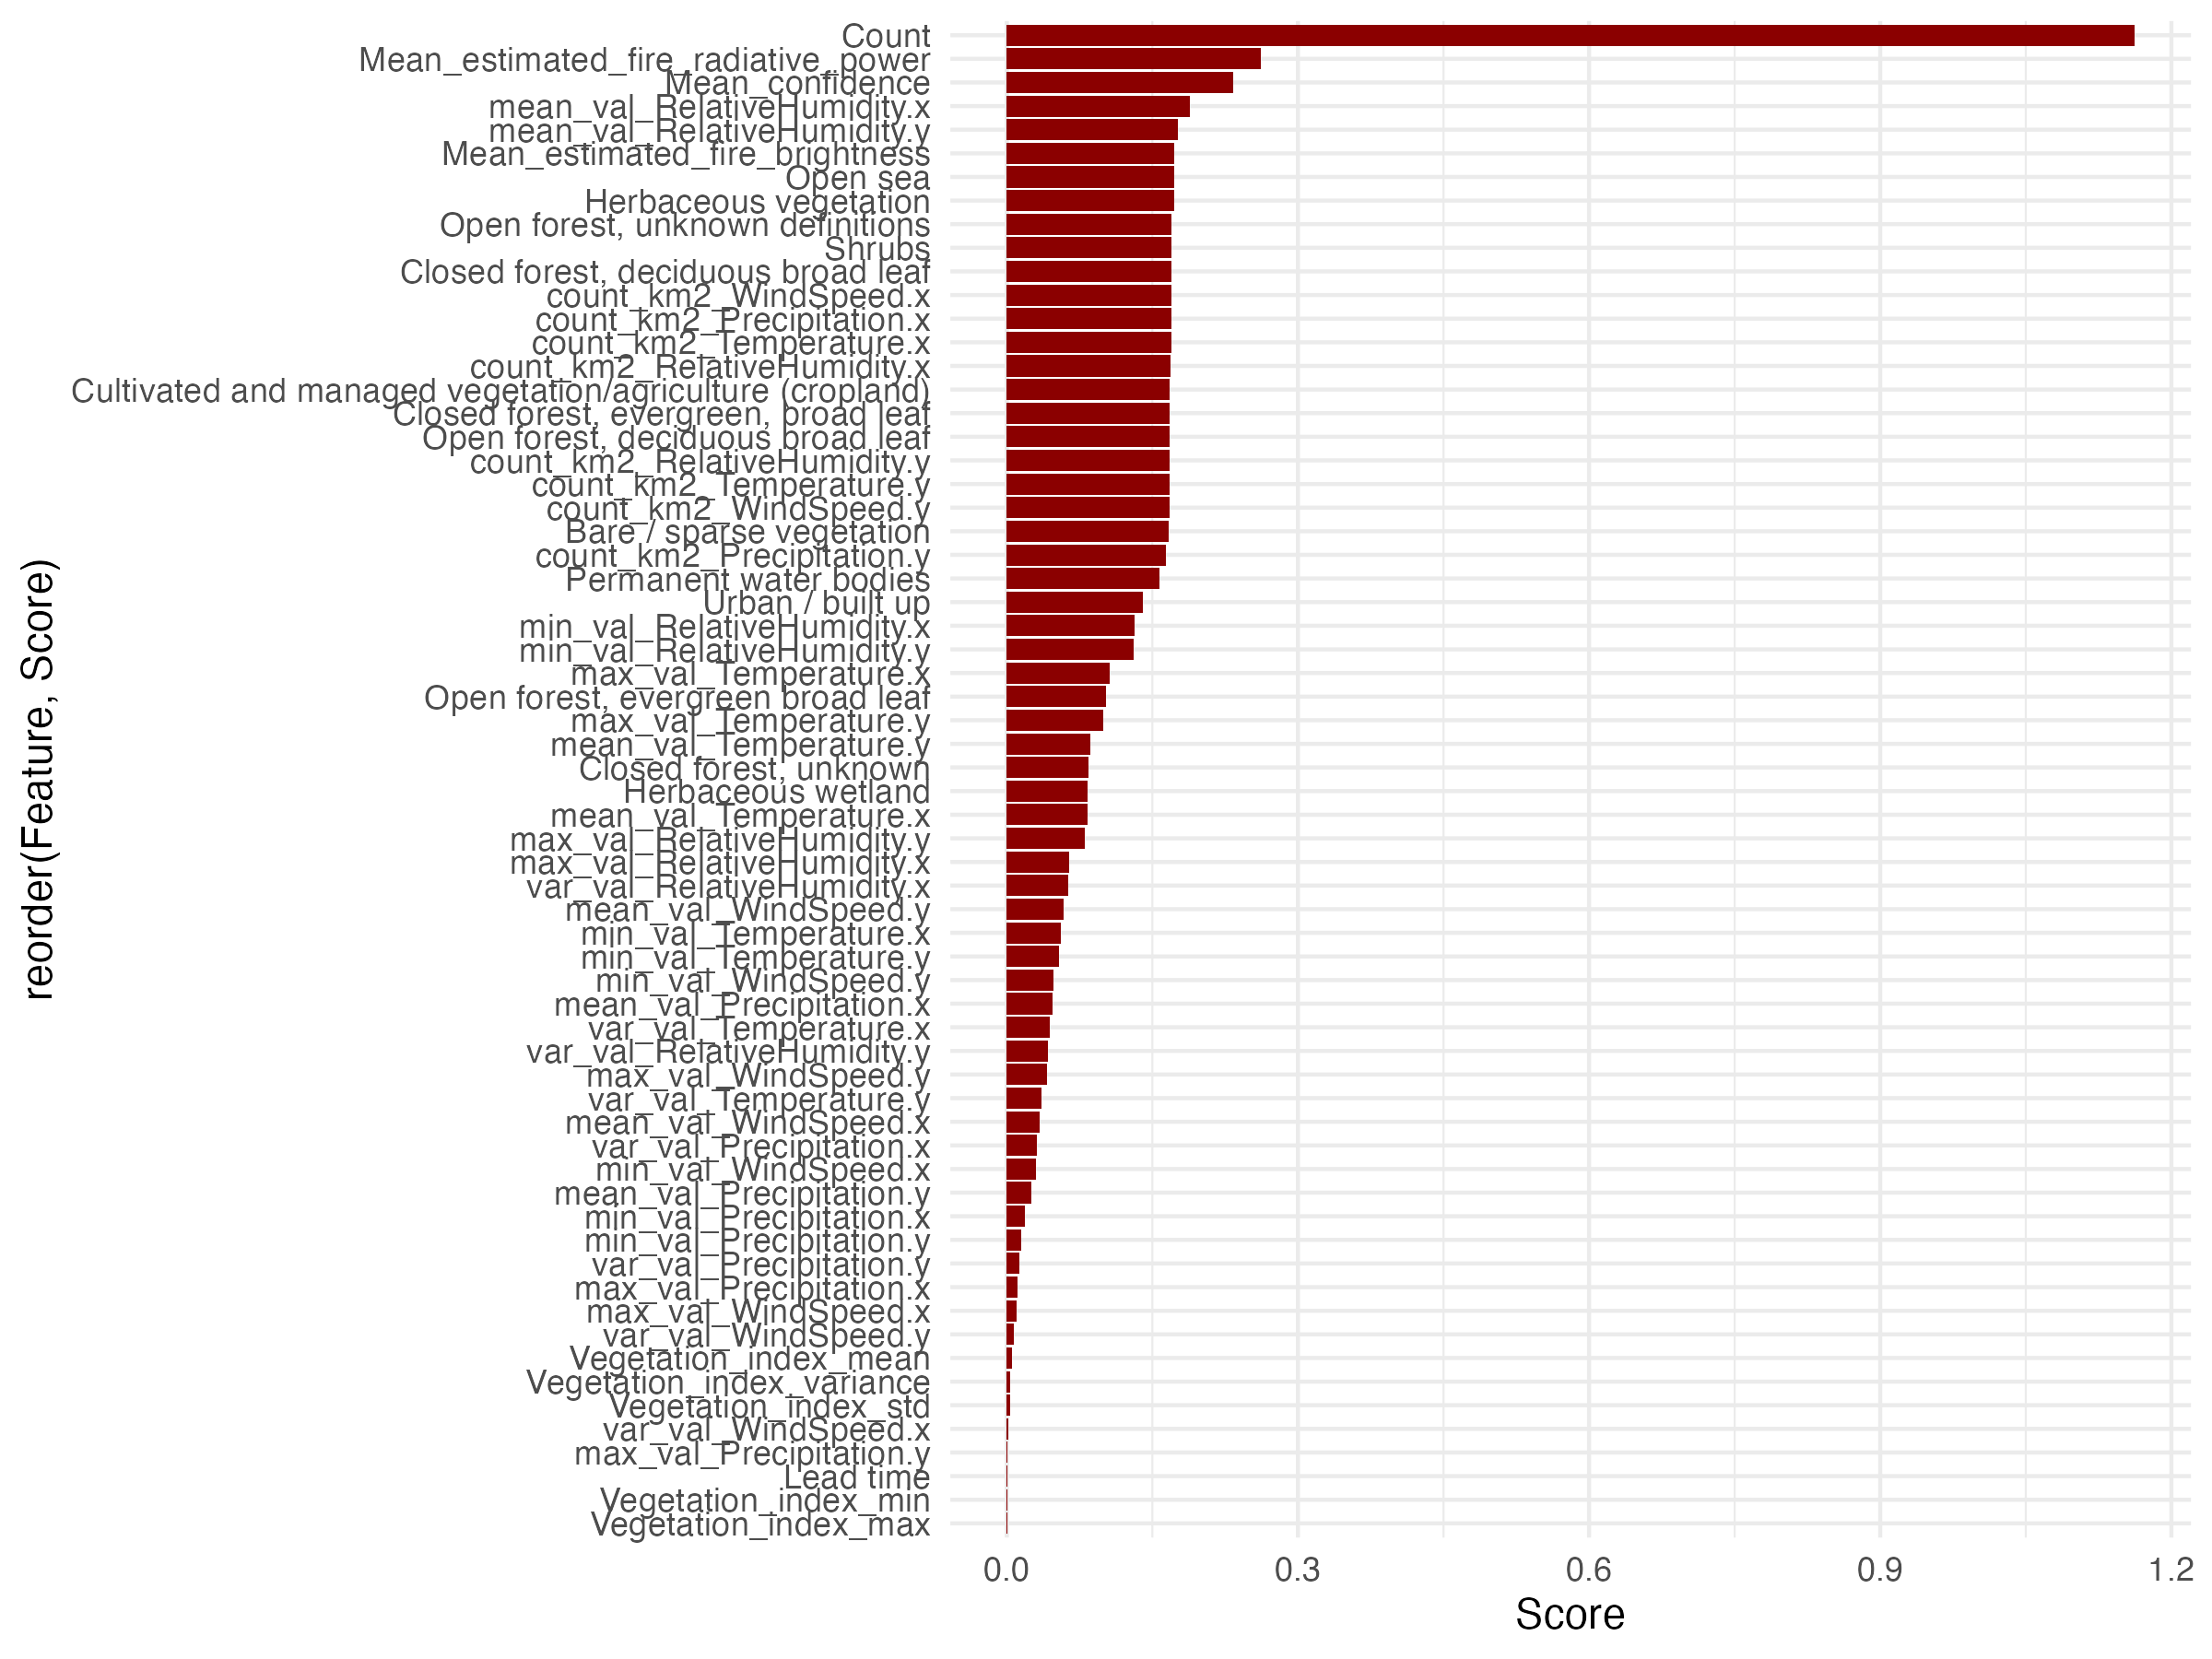 reorder(Feature, Score)
Count
Mean_estimated_fire_radiative_power
Mean_confidence
mean_val_RelativeHumidity.x
mean_val_RelativeHumidity.y
Mean_estimated_fire_brightness
Open sea
Herbaceous vegetation
Open forest, unknown definitions
Shrubs
Closed forest, deciduous broad leaf
count_km2_WindSpeed.x
count_km2_Precipitation.x
count_km2_Temperature.x
count_km2_RelativeHumidity.x
Cultivated and managed vegetation/agriculture (cropland)
Closed forest, evergreen, broad leaf
Open forest, deciduous broad leaf
count_km2_RelativeHumidity.y
count_km2_Temperature.y
count_km2_WindSpeed.y
Bare / sparse vegetation
count_km2_Precipitation.y
Permanent water bodies
Urban / built up
min_val_RelativeHumidity.x
min_val_RelativeHumidity.y
max_val_Temperature.x
Open forest, evergreen broad leaf
max_val_Temperature.y
mean_val_Temperature.y
Closed forest, unknown
Herbaceous wetland
mean_val_Temperature.x
max_val_RelativeHumidity.y
max_val_RelativeHumidity.x
var_val_RelativeHumidity.x
mean_val_WindSpeed.y
min_val_Temperature.x
min_val_Temperature.y
min_val_WindSpeed.y
mean_val_Precipitation.x
var_val_Temperature.x
var_val_RelativeHumidity.y
max_val_WindSpeed.y
var_val_Temperature.y
mean_val_WindSpeed.x
var_val_Precipitation.x
min_val_WindSpeed.x
mean_val_Precipitation.y
min_val_Precipitation.x
min_val_Precipitation.y
var_val_Precipitation.y
max_val_Precipitation.x
max_val_WindSpeed.x
var_val_WindSpeed.y
Vegetation_index_mean
Vegetation_index_variance
Vegetation_index_std
var_val_WindSpeed.x
max_val_Precipitation.y
Lead time
Vegetation_index_min
Vegetation_index_max
0.0 0.3 0.6 0.9 1.2
Score